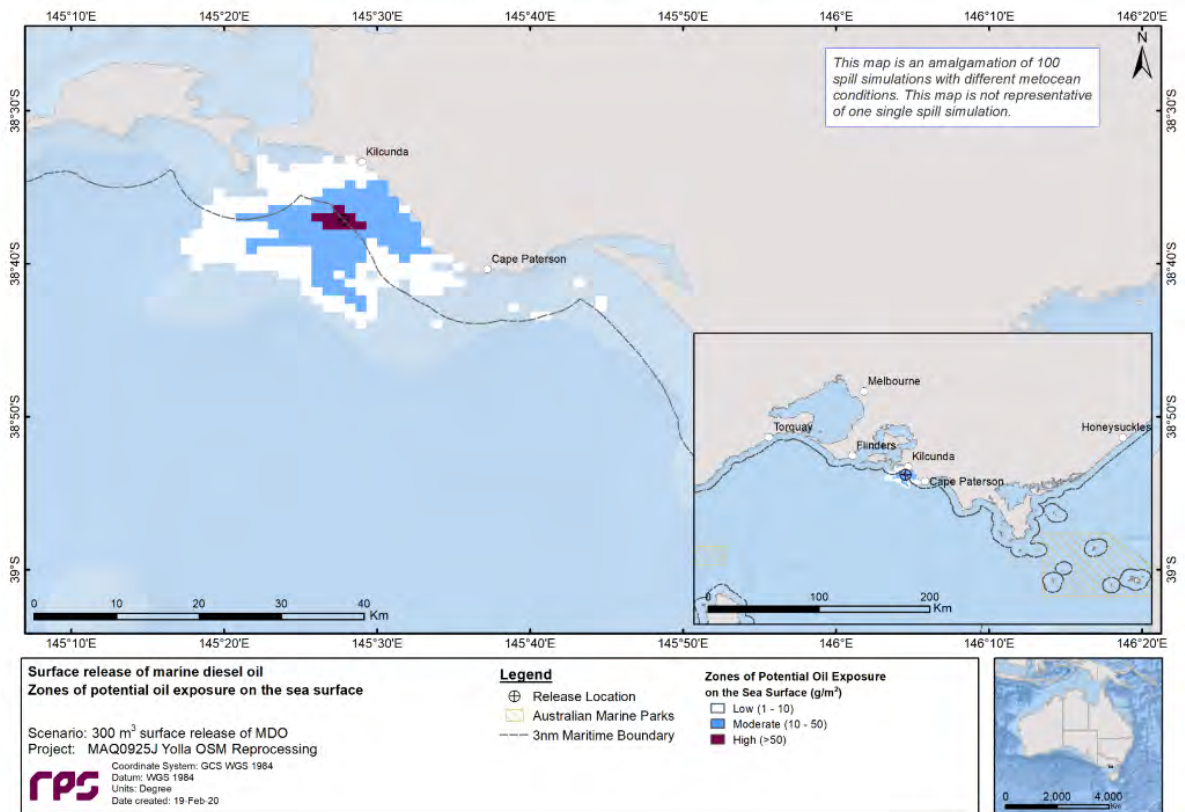 145°10'E 145°20'E 145°30'E 145°40'E 145°50'E 146°E 146°10'E 146°20'E
N
This map is an amalgamation of 100
spill simulations with different metocean
conditions. This map is not representative
of one single spill simulation.
38°30'S 38°30'S
Kilcunda
38°40'S 38°40'S
Cape Paterson
38°50'S 38°50'S
Melbourne
Torquay
Flinders
Honeysuckles
Kilcunda
Cape Paterson
39°S 39°S
0 10 20 30 40
Km
0 100 200
Km
145°10'E 145°20'E 145°30'E 145°40'E 145°50'E 146°E 146°10'E 146°20'E
Surface release of marine diesel oil
Zones of potential oil exposure on the sea surface
Scenario: 300 m³ surface release of MDO
Project: MAQ0925J Yolla OSM Reprocessing
rps
Coordinate System: GCS WGS 1984
Datum: WGS 1984
Units: Degree
Date created: 19-Feb-20
Legend
Release Location
Australian Marine Parks
3nm Maritime Boundary
Zones of Potential Oil Exposure
on the Sea Surface (g/m²)
Low (1 - 10)
Moderate (10 - 50)
High (>50)
0 2,000 4,000
Km